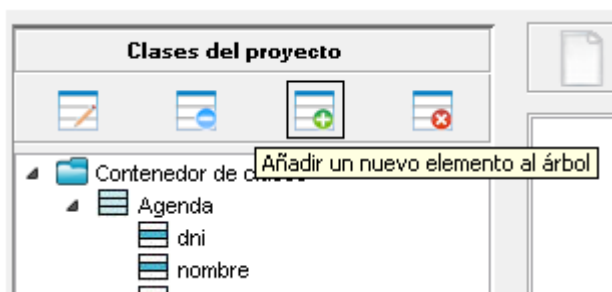 Clases del proyecto
Añadir un nuevo elemento al árbol
Contenedor de
Agenda
dni
nombre